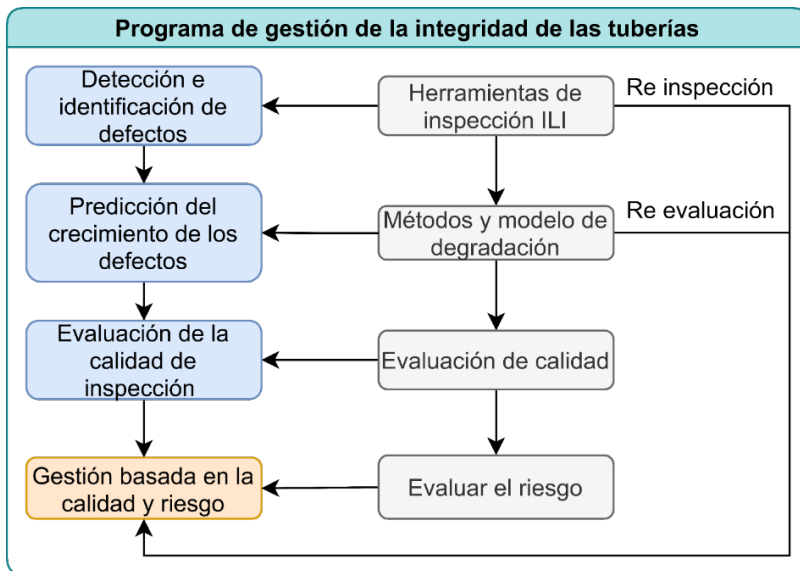 Programa de gestión de la integridad de las tuberías
Detección e
identificación de
defectos
Herramientas de
inspección ILI
Re inspección
Predicción del
crecimiento de los
defectos
Métodos y modelo de
degradación
Re evaluación
Evaluación de la
calidad de
inspección
Evaluación de calidad
Gestión basada en la
calidad y riesgo
Evaluar el riesgo